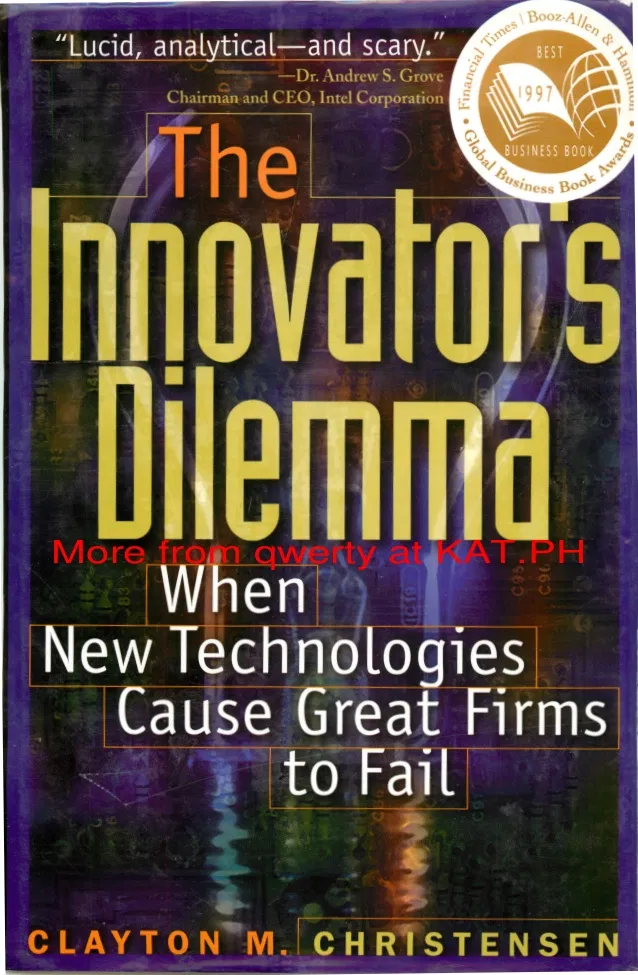 “Lucid, analytical—and scary.”
—Dr. Andrew S. Grove
Chairman and CEO, Intel Corporation
Financial Times | Booz-Allen & Hamilton
BEST
1997
BUSINESS BOOK
• Global Business Book Awards •
The
Innovator's
Dilemma
More from qwerty at KAT.PH
When
New Technologies
Cause Great Firms
to Fail
CLAYTON M. CHRISTENSEN